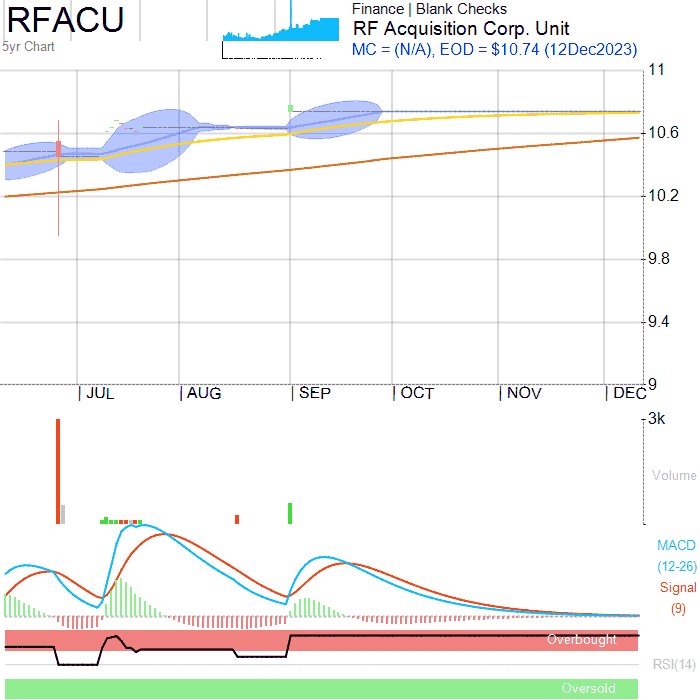 RFACU
5yr Chart
Finance | Blank Checks
RF Acquisition Corp. Unit
MC = (N/A), EOD = $10.74 (12Dec2023)
11
10.6
10.2
9.8
9.4
9
JUL
AUG
SEP
OCT
NOV
DEC
3k
Volume
MACD
(12-26)
Signal
(9)
Overbought
RSI(14)
Oversold